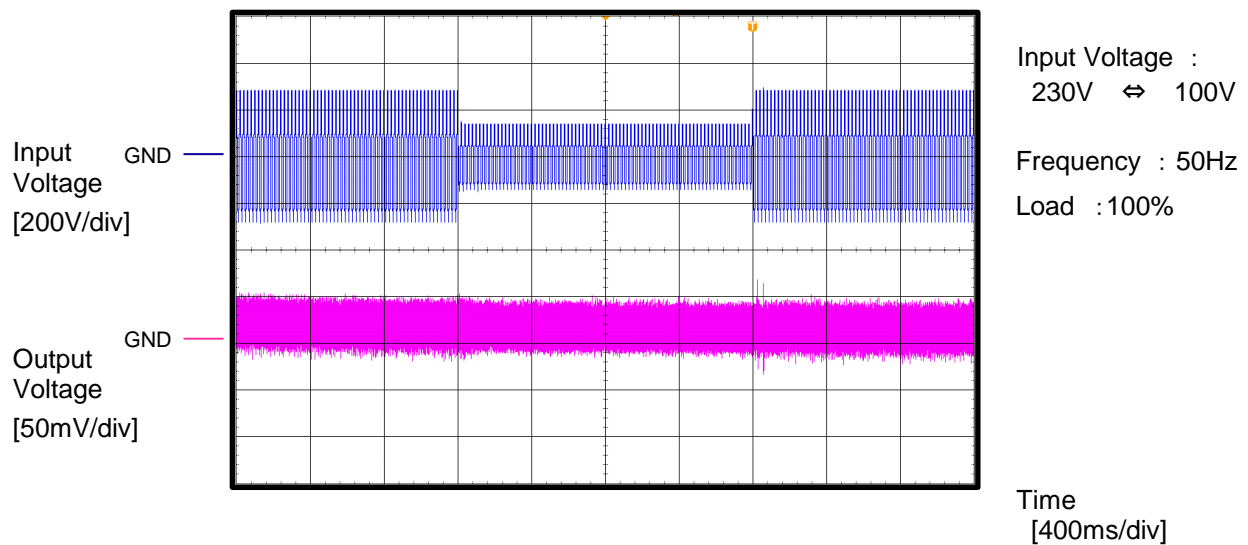 T
Input Voltage :
230V ⇔ 100V
Input
Voltage
[200V/div]
GND
Frequency : 50Hz
Load :100%
Output
Voltage
[50mV/div]
GND
Time
[400ms/div]